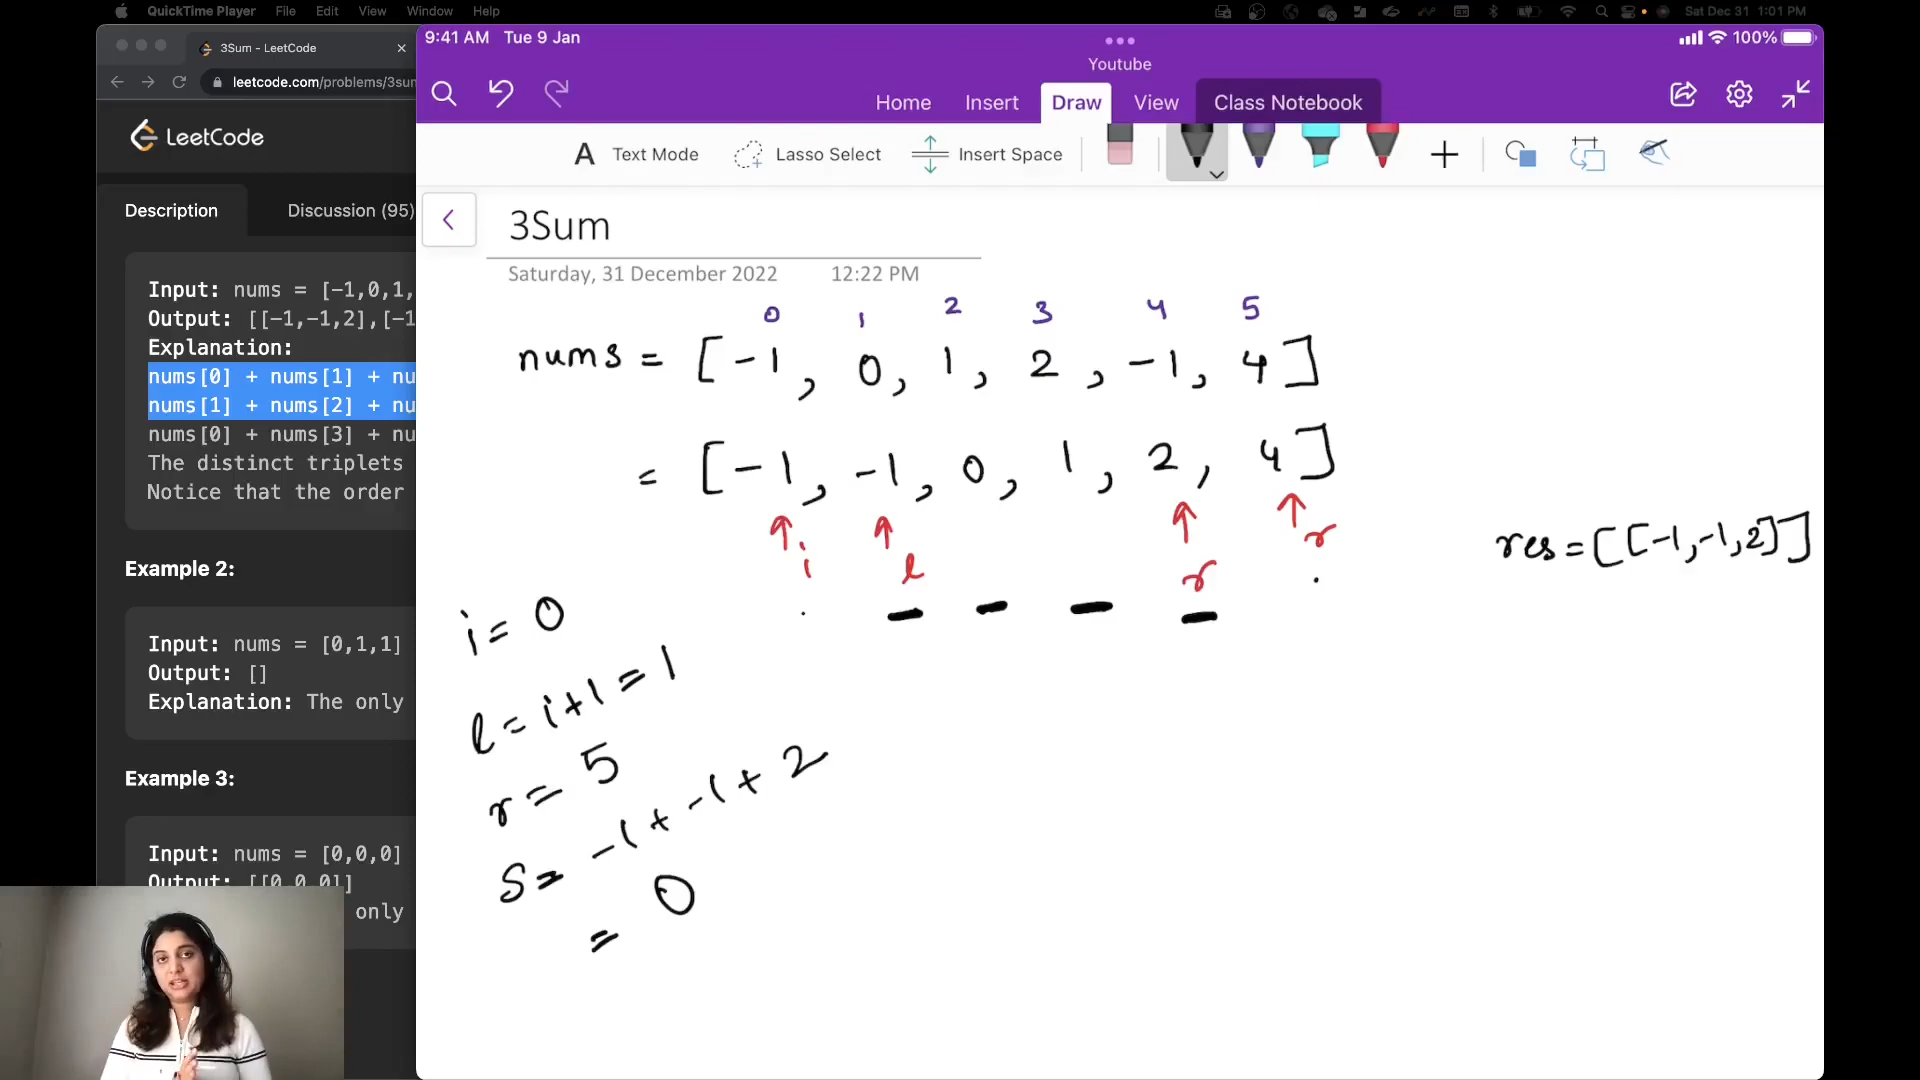 QuickTime Player File Edit View Window Help Sat Dec 31 1:01 PM
3Sum - LeetCode
leetcode.com/problems/3sun
LeetCode
Description Discussion (95)
Input: nums = [-1,0,1,
Output: [[-1,-1,2],[-1
Explanation:
nums[0] + nums[1] + nu
nums[1] + nums[2] + nu
nums[0] + nums[3] + nu
The distinct triplets
Notice that the order
Example 2:
Input: nums = [0,1,1]
Output: []
Explanation: The only
Example 3:
Input: nums = [0,0,0]
Output: [[0,0,0]]
only
9:41 AM Tue 9 Jan
100%
Youtube
Home Insert Draw View Class Notebook
A Text Mode Lasso Select Insert Space
3Sum
Saturday, 31 December 2022 12:22 PM
0 1 2 3 4 5
nums = [-1, 0, 1, 2, -1, 4]
= [-1, -1, 0, 1, 2, 4]
i l r r
res = [[-1,-1,2]]
i = 0
l = i+1 = 1
r = 5
S = -1 + -1 + 2
= 0